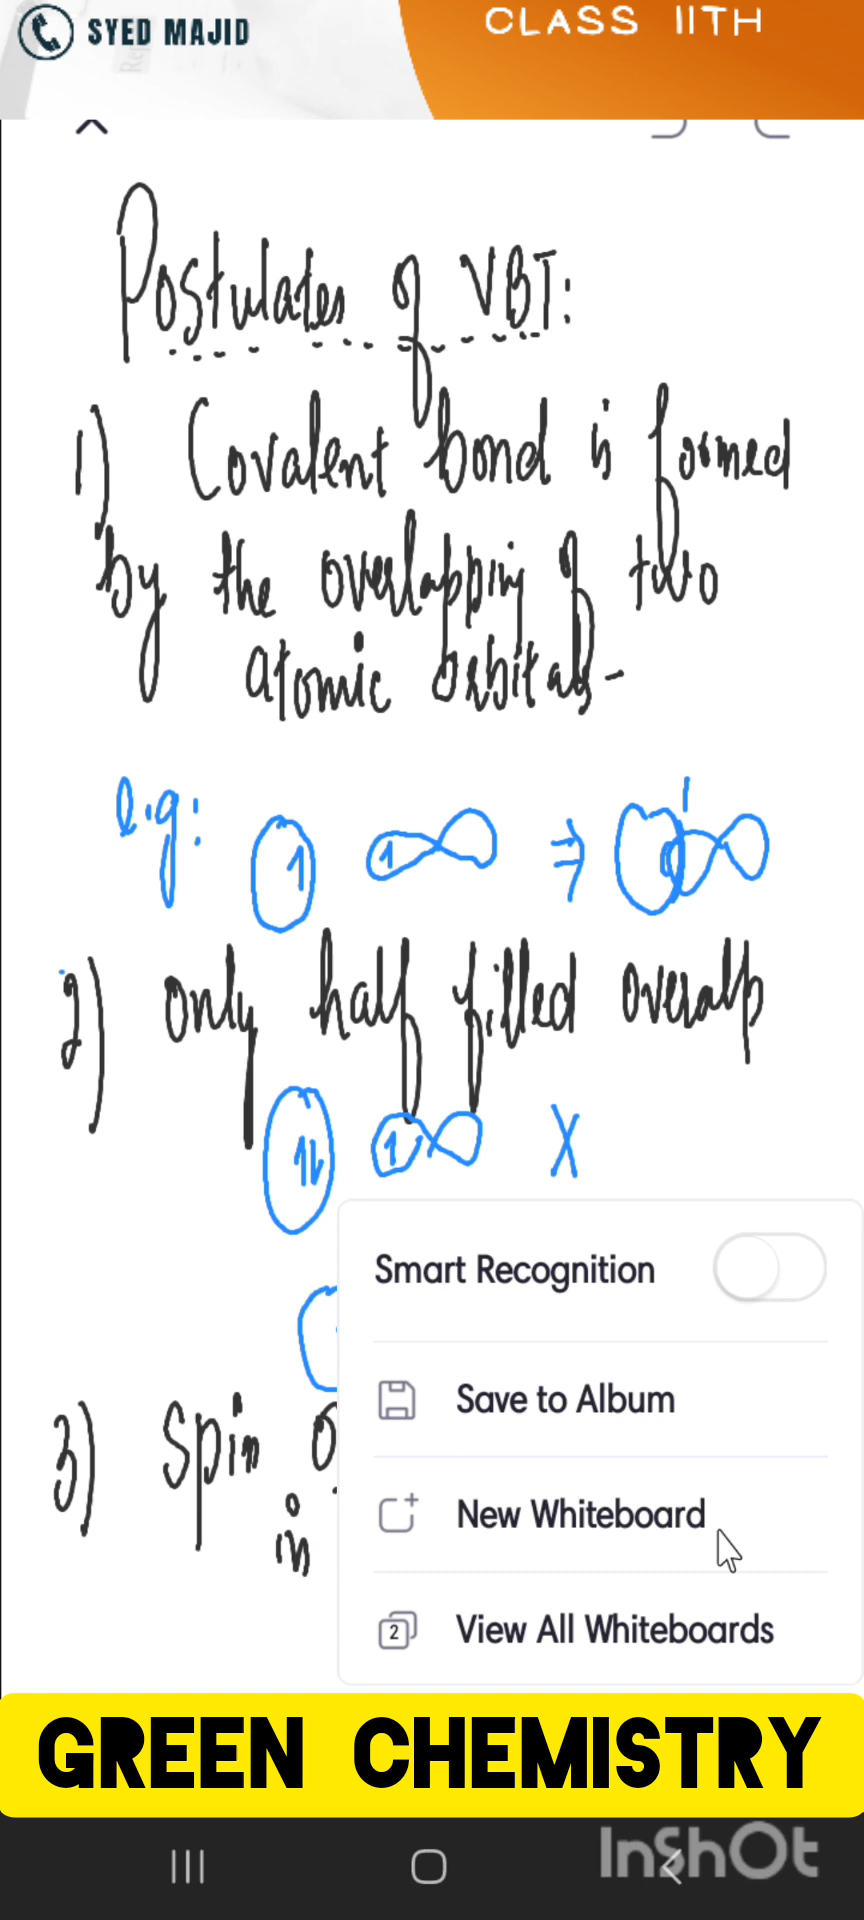 SYED MAJID
CLASS 11TH
Postulates of VBT:
1) Covalent bond is formed
by the overlapping of two
atomic orbitals-
e.g:
2) only half filled overalp
Smart Recognition
Save to Album
3) Spin
in
New Whiteboard
2 View All Whiteboards
GREEN CHEMISTRY
InShOt